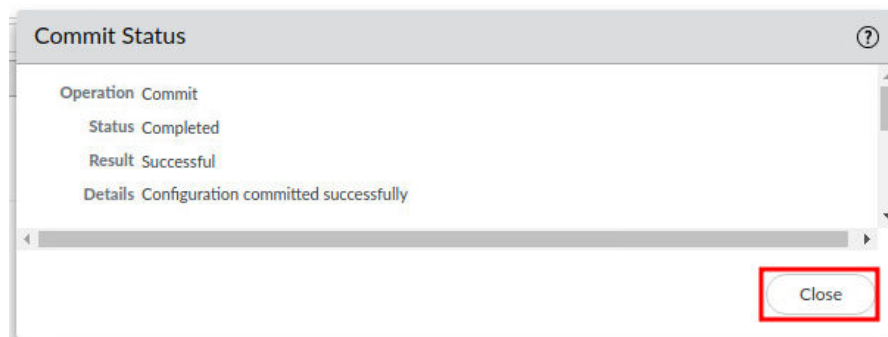 Commit Status
?
Operation Commit
Status Completed
Result Successful
Details Configuration committed successfully
Close